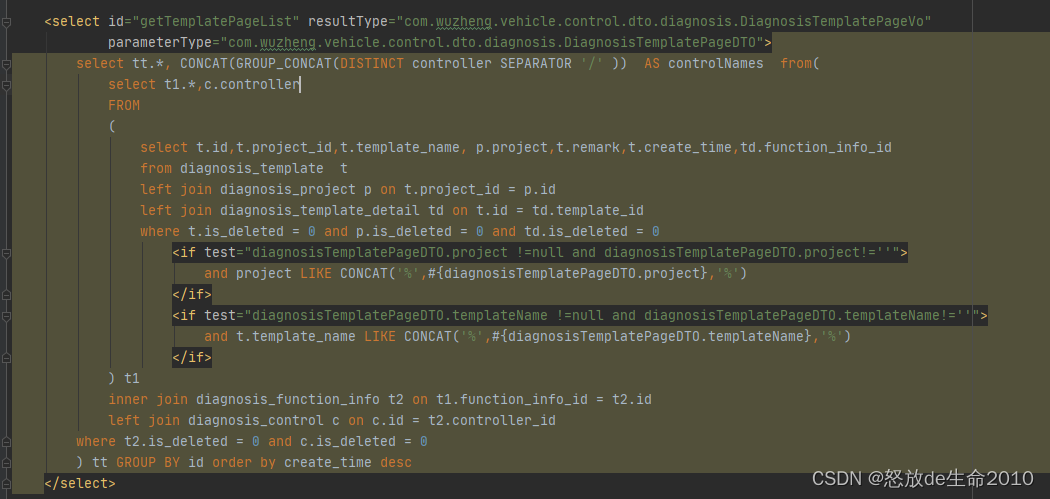 <select id="getTemplatePageList" resultType="com.wuzheng.vehicle.control.dto.diagnosis.DiagnosisTemplatePageVo"
parameterType="com.wuzheng.vehicle.control.dto.diagnosis.DiagnosisTemplatePageDTO">
select tt.*, CONCAT(GROUP_CONCAT(DISTINCT controller SEPARATOR '/' ))  AS controlNames  from(
select t1.*,c.controller
FROM
(
select t.id,t.project_id,t.template_name, p.project,t.remark,t.create_time,td.function_info_id
from diagnosis_template  t
left join diagnosis_project p on t.project_id = p.id
left join diagnosis_template_detail td on t.id = td.template_id
where t.is_deleted = 0 and p.is_deleted = 0 and td.is_deleted = 0
<if test="diagnosisTemplatePageDTO.project !=null and diagnosisTemplatePageDTO.project!=''">
and project LIKE CONCAT('%',#{diagnosisTemplatePageDTO.project},'%')
</if>
<if test="diagnosisTemplatePageDTO.templateName !=null and diagnosisTemplatePageDTO.templateName!=''">
and t.template_name LIKE CONCAT('%',#{diagnosisTemplatePageDTO.templateName},'%')
</if>
) t1
inner join diagnosis_function_info t2 on t1.function_info_id = t2.id
left join diagnosis_control c on c.id = t2.controller_id
where t2.is_deleted = 0 and c.is_deleted = 0
) tt GROUP BY id order by create_time desc
</select>
CSDN @怒放de生命2010